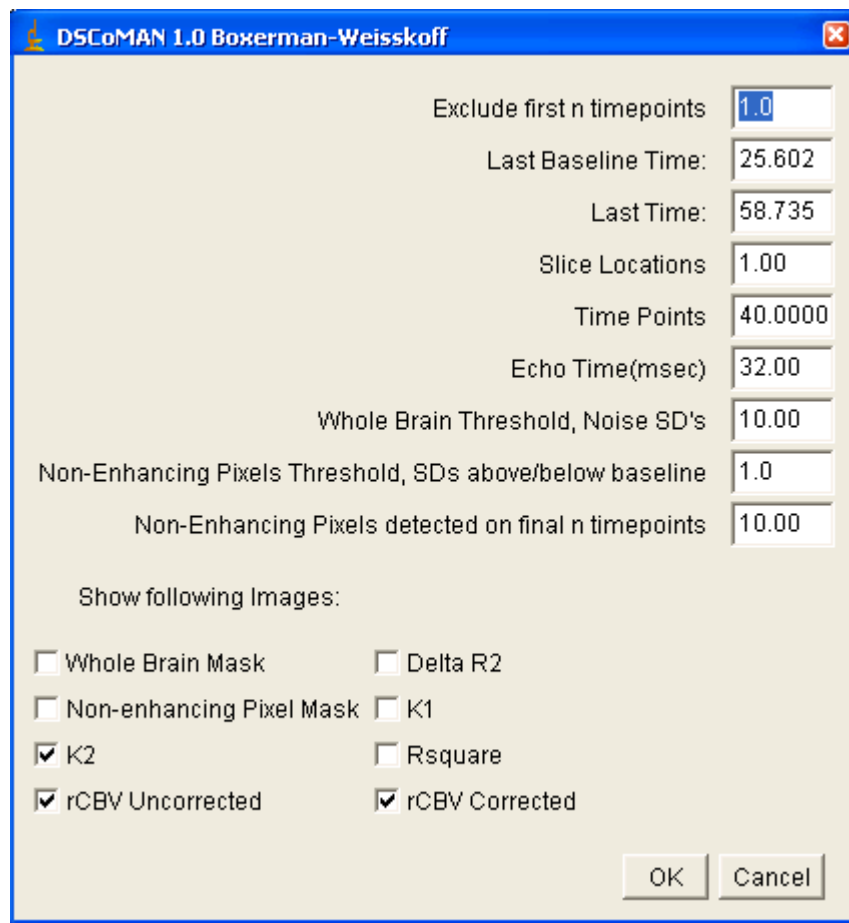 DSCoMAN 1.0 Boxerman-Weisskoff
Exclude first n timepoints 1.0
Last Baseline Time: 25.602
Last Time: 58.735
Slice Locations 1.00
Time Points 40.0000
Echo Time(msec) 32.00
Whole Brain Threshold, Noise SD's 10.00
Non-Enhancing Pixels Threshold, SDs above/below baseline 1.0
Non-Enhancing Pixels detected on final n timepoints 10.00
Show following Images:
Whole Brain Mask Delta R2
Non-enhancing Pixel Mask K1
K2 Rsquare
rCBV Uncorrected rCBV Corrected
OK Cancel